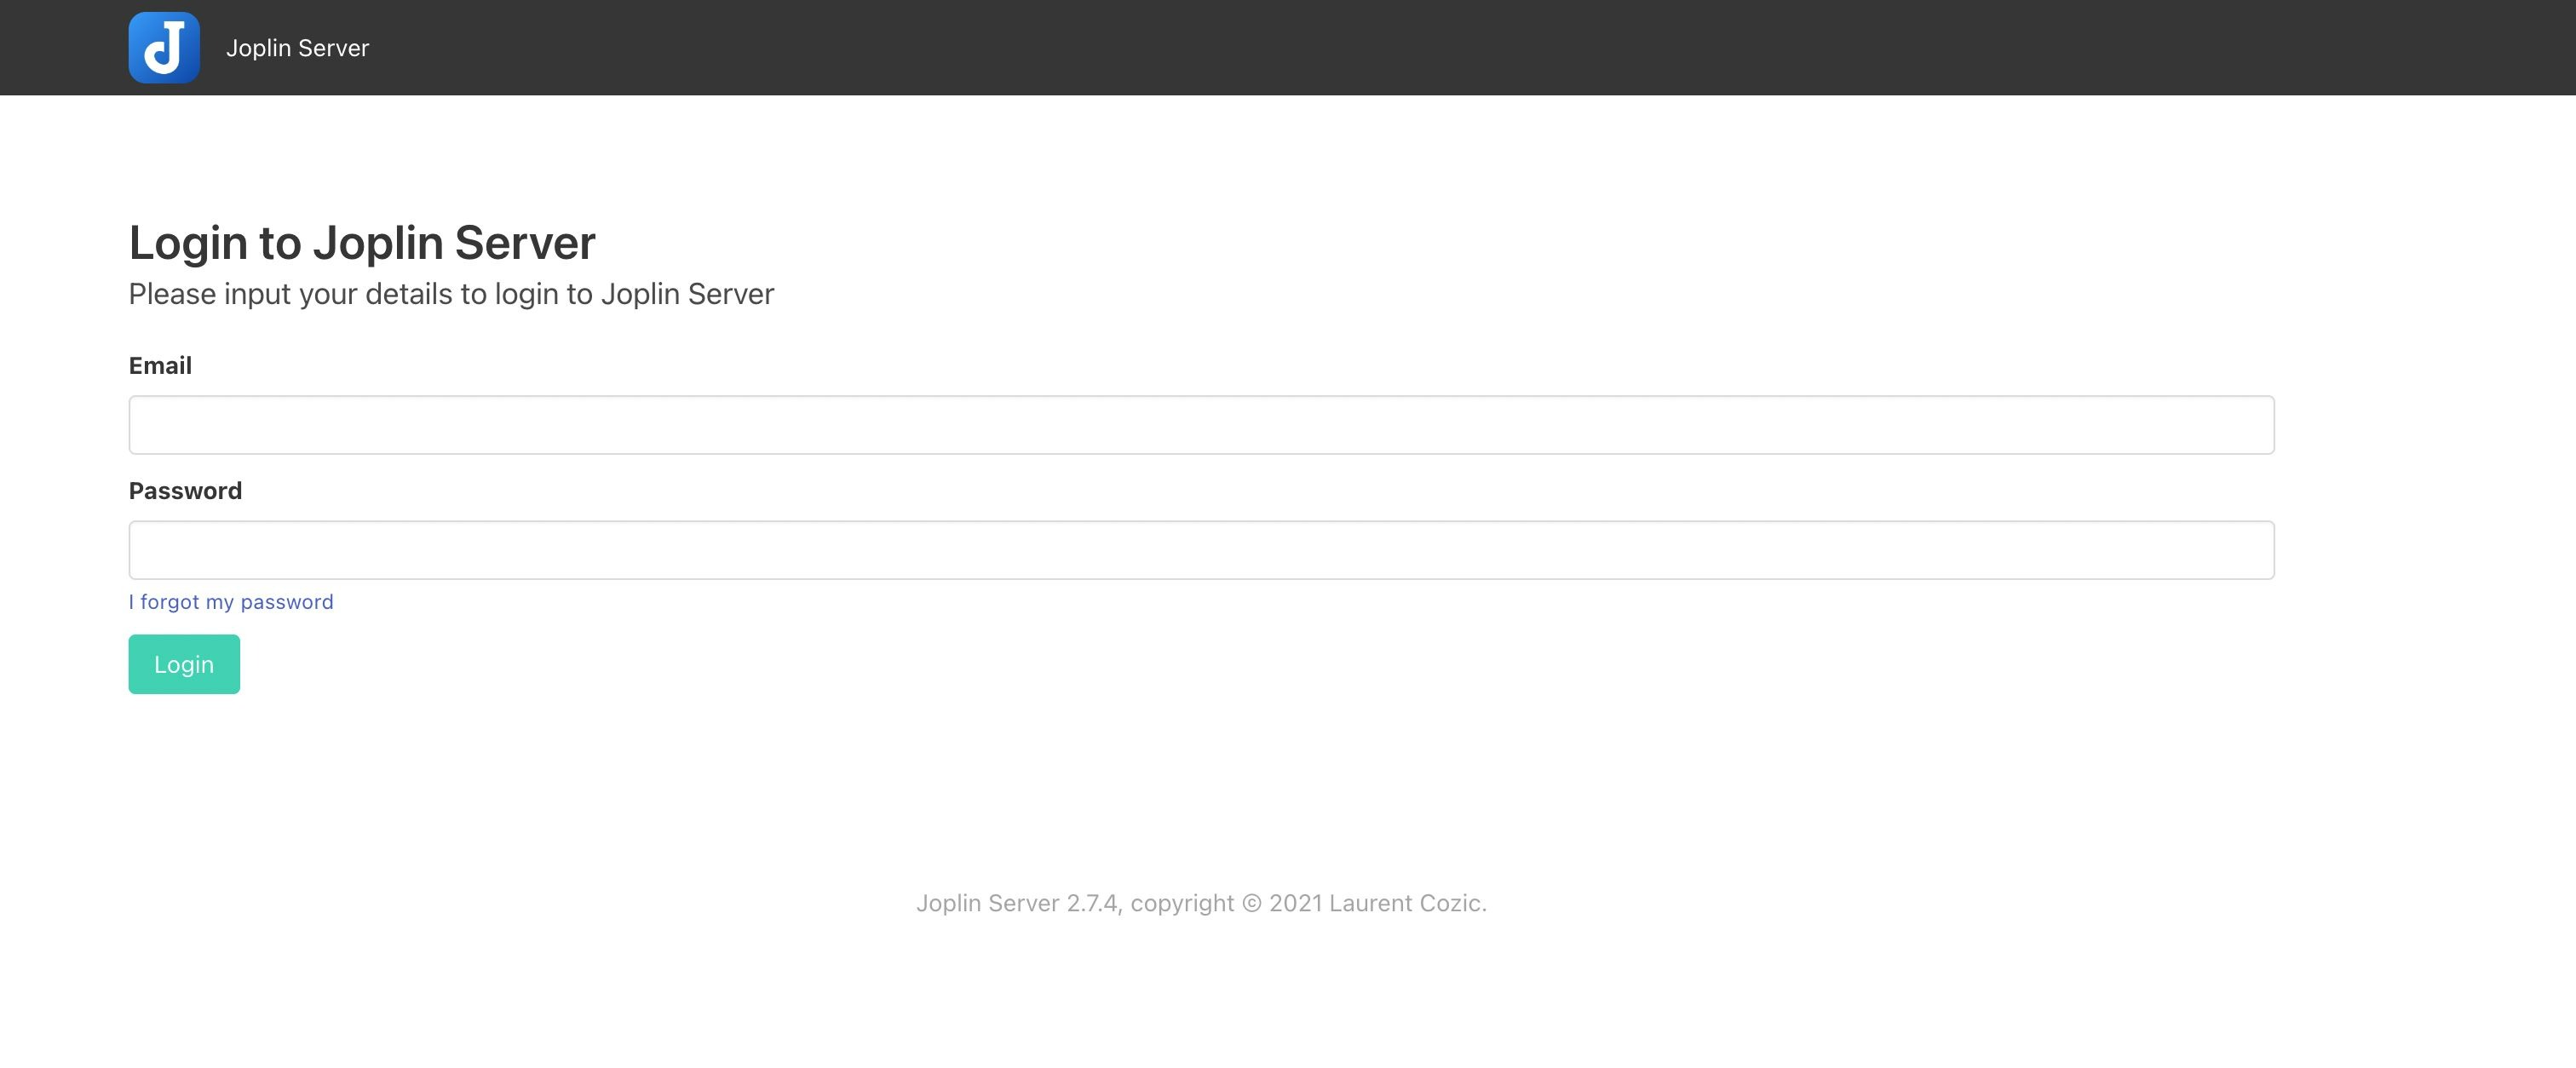 Joplin Server
Login to Joplin Server
Please input your details to login to Joplin Server
Email
Password
I forgot my password
Login
Joplin Server 2.7.4, copyright © 2021 Laurent Cozic.